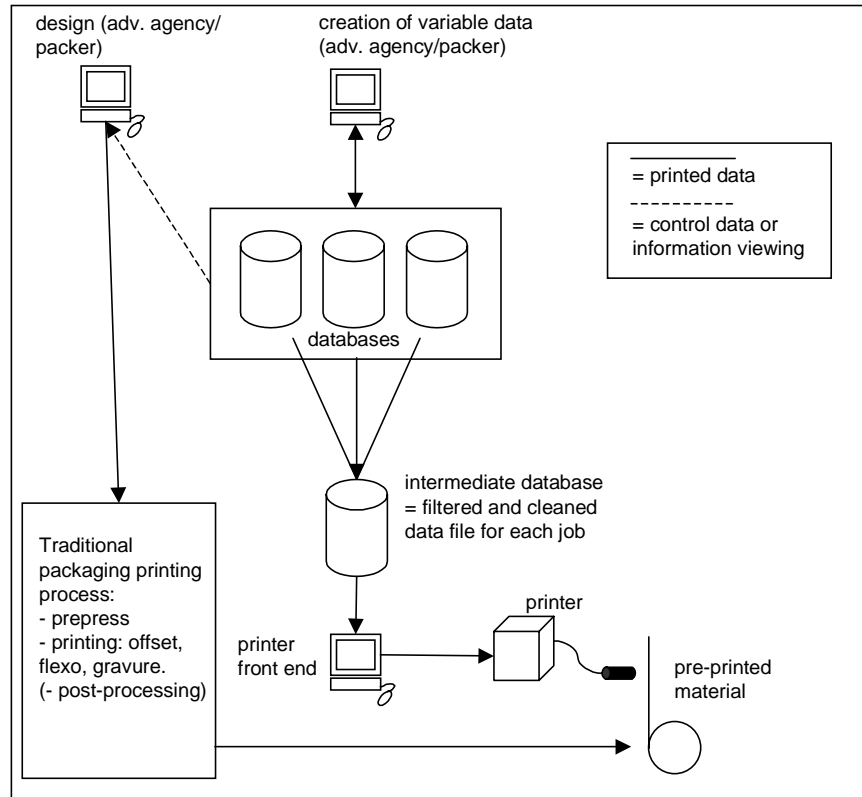 design (adv. agency/
packer)
creation of variable data
(adv. agency/packer)
= printed data
= control data or
information viewing
databases
intermediate database
= filtered and cleaned
data file for each job
Traditional
packaging printing
process:
- prepress
- printing: offset,
flexo, gravure.
(- post-processing)
printer
front end
printer
pre-printed
material